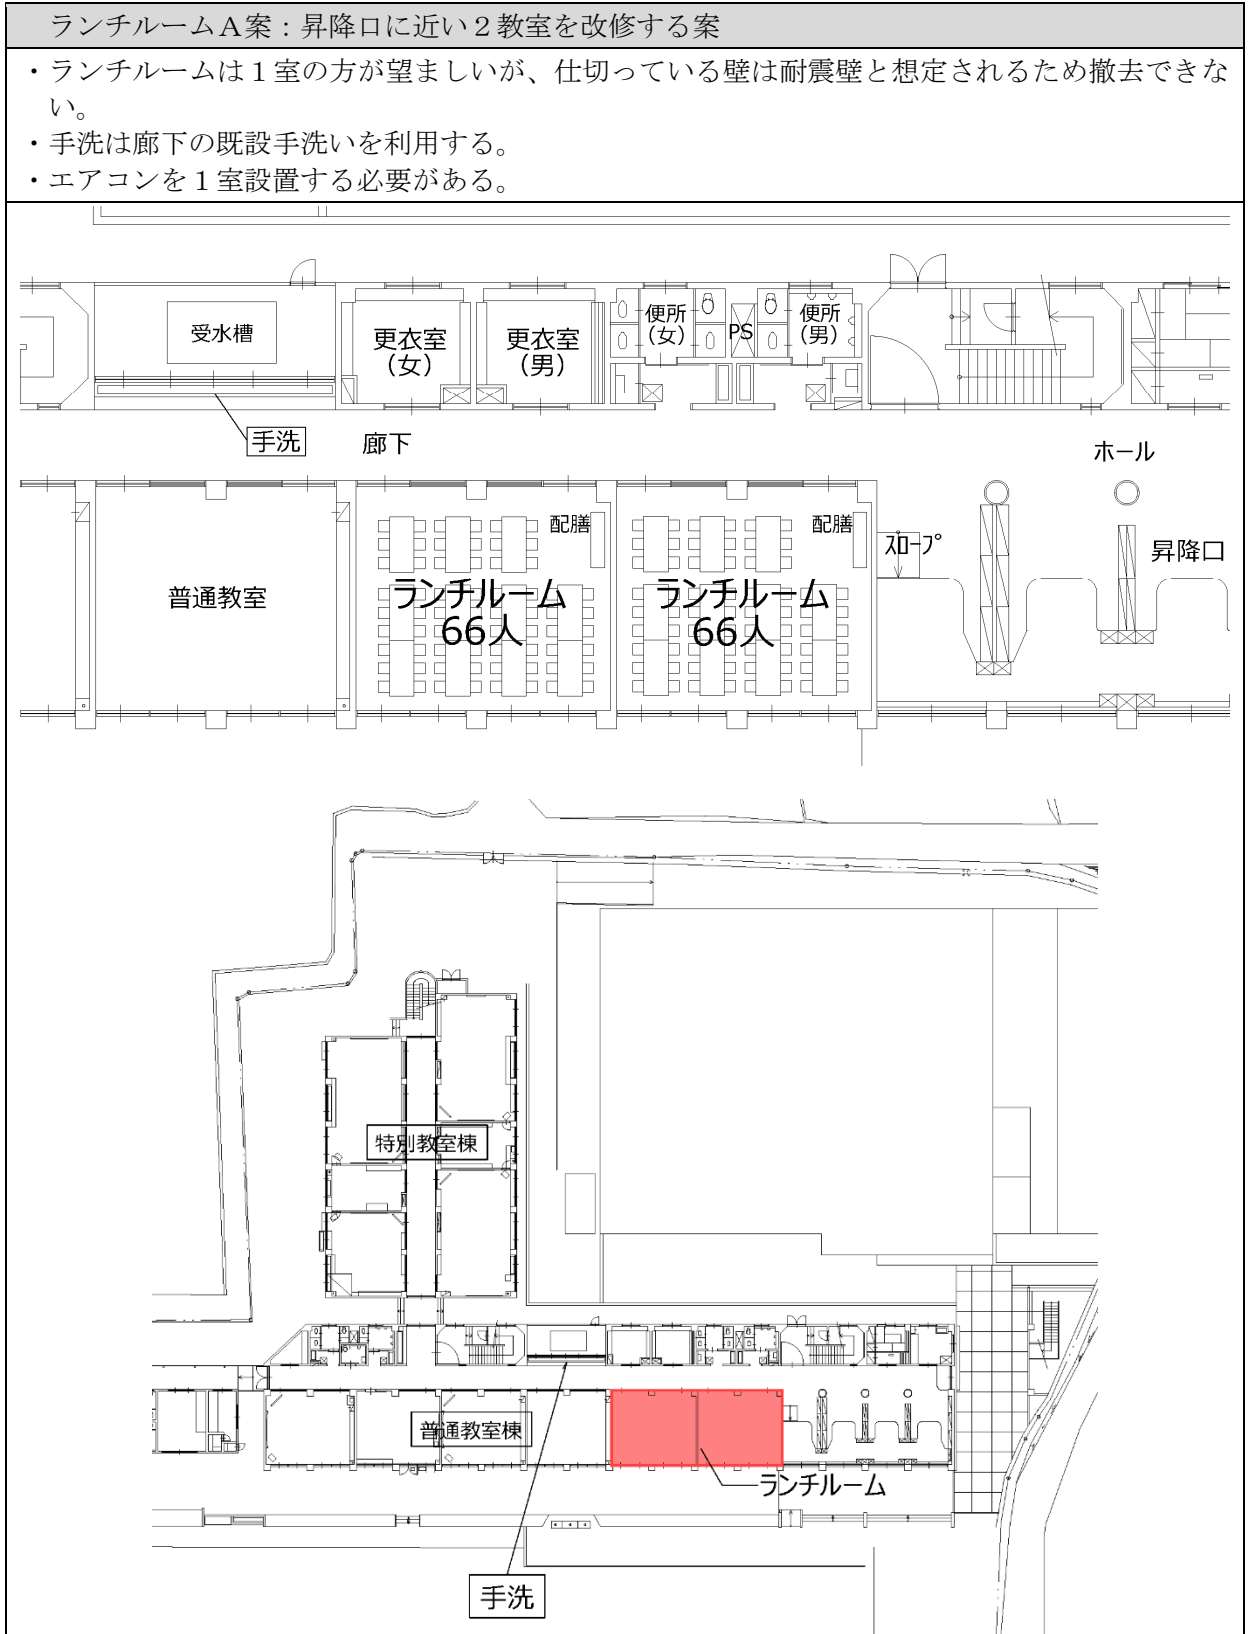 ランチルームＡ案：昇降口に近い２教室を改修する案
・ランチルームは１室の方が望ましいが、仕切っている壁は耐震壁と想定されるため撤去できな
い。
・手洗は廊下の既設手洗いを利用する。
・エアコンを１室設置する必要がある。
受水槽
更衣室
（女）
更衣室
（男）
便所
（女）
PS
便所
（男）
手洗
廊下
ホール
配膳
配膳
スロープ
昇降口
普通教室
ランチルーム
66人
ランチルーム
66人
特別教室棟
普通教室棟
ランチルーム
手洗